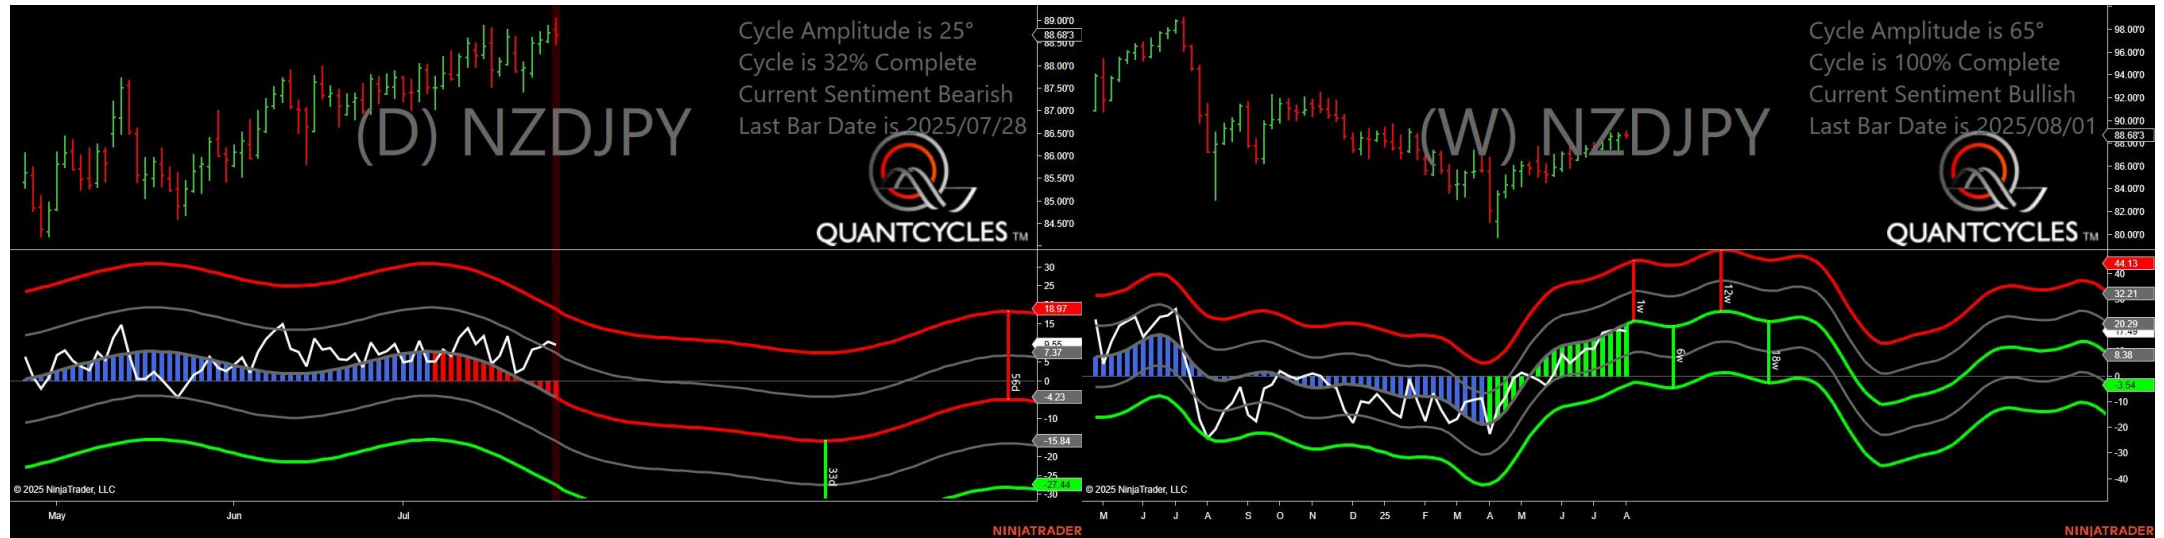 Cycle Amplitude is 25°
Cycle is 32% Complete
Current Sentiment Bearish
Last Bar Date is 2025/07/28
(D) NZDJPY
QUANTCYCLES TM
89.00'0
88.68'3
88.50'0
88.00'0
87.50'0
87.00'0
86.50'0
86.00'0
85.50'0
85.00'0
84.50'0
30
25
18.97
15
9.55
7.37
5
0
-4.23
-10
-15.84
-20
-25
-27.44
-30
56d
33d
© 2025 NinjaTrader, LLC
May
Jun
Jul
NINJATRADER
Cycle Amplitude is 65°
Cycle is 100% Complete
Current Sentiment Bullish
Last Bar Date is 2025/08/01
(W) NZDJPY
QUANTCYCLES TM
98.00'0
96.00'0
94.00'0
92.00'0
90.00'0
88.68'3
88.00'0
86.00'0
84.00'0
82.00'0
80.00'0
44.13
40
32.21
20.29
17.49
8.38
0
-3.54
-10
-20
-30
-40
1w
12w
6w
18w
© 2025 NinjaTrader, LLC
M
J
J
A
S
O
N
D
25
F
M
A
M
J
J
A
NINJATRADER